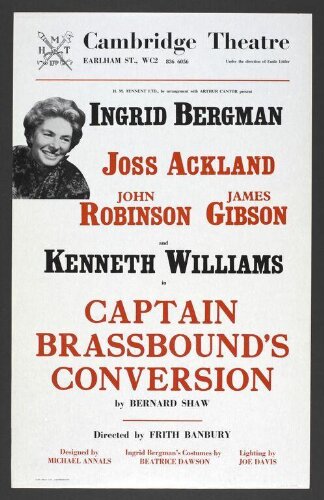 H M T
Cambridge Theatre
EARLHAM ST., WC2 836 6056 Under the direction of Emile Littler
H. M. TENNENT LTD., by arrangement with ARTHUR CANTOR present
INGRID BERGMAN
JOSS ACKLAND
JOHN ROBINSON
JAMES GIBSON
and
KENNETH WILLIAMS
in
CAPTAIN
BRASSBOUND'S
CONVERSION
by BERNARD SHAW
Directed by FRITH BANBURY
Designed by
MICHAEL ANNALS
Ingrid Bergman's Costumes by
BEATRICE DAWSON
Lighting by
JOE DAVIS